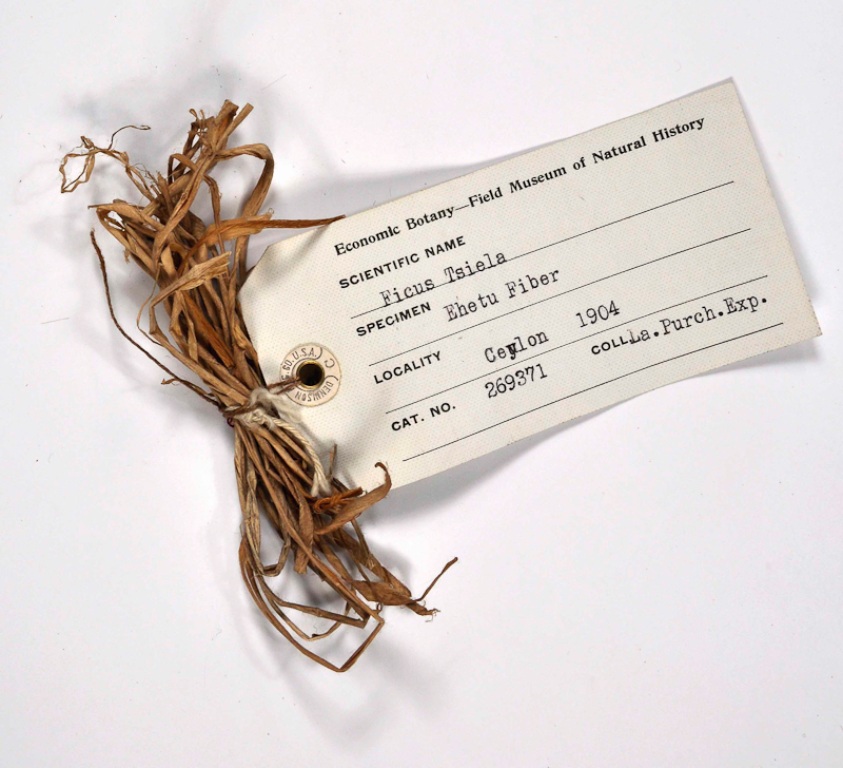 Economic Botany—Field Museum of Natural History
SCIENTIFIC NAME
Ficus Tsiela
SPECIMEN Ehetu Fiber
LOCALITY Ceylon 1904
COLL. La.Purch.Exp.
CAT. NO. 269371
DENNISON
CO. U.S.A.